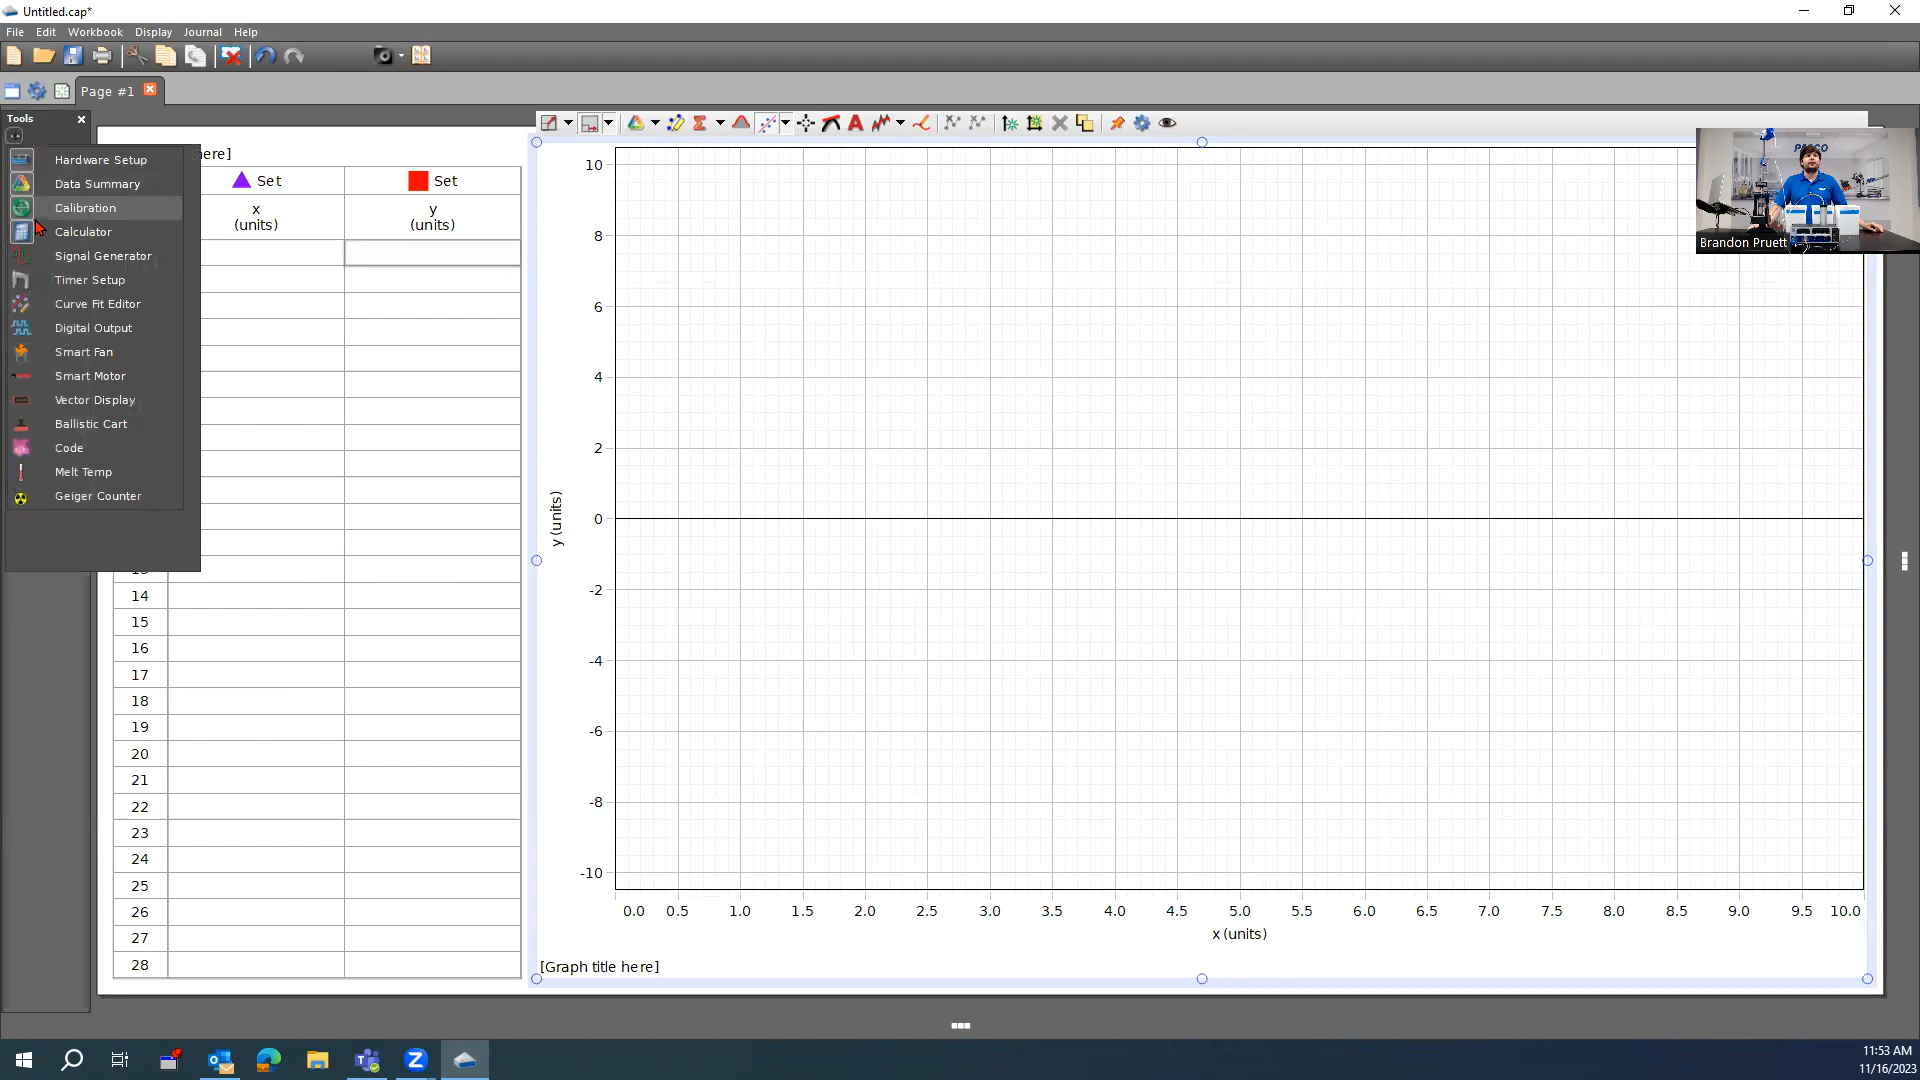 Untitled.cap*
File Edit Workbook Display Journal Help
Page #1
Tools
Hardware Setup
Data Summary
Calibration
Calculator
Signal Generator
Timer Setup
Curve Fit Editor
Digital Output
Smart Fan
Smart Motor
Vector Display
Ballistic Cart
Code
Melt Temp
Geiger Counter
here]
Set Set
x y
(units) (units)
14
15
16
17
18
19
20
21
22
23
24
25
26
27
28
10
8
6
4
2
0
-2
-4
-6
-8
-10
y (units)
0.0 0.5 1.0 1.5 2.0 2.5 3.0 3.5 4.0 4.5 5.0 5.5 6.0 6.5 7.0 7.5 8.0 8.5 9.0 9.5 10.0
x (units)
[Graph title here]
PASCO
Brandon Pruett
11:53 AM
11/16/2023